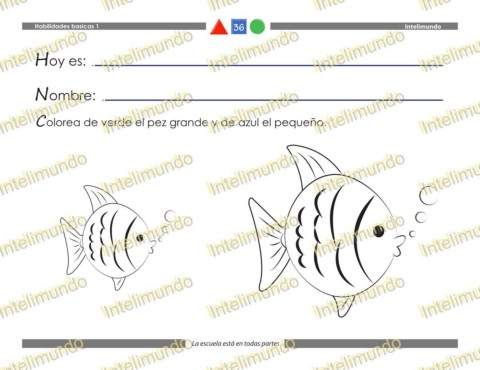 Habilidades basicas 1
36
Intelimundo
Hoy es:
Nombre:
Colorea de verde el pez grande y de azul el pequeño.
La escuela está en todas partes
Intelimundo